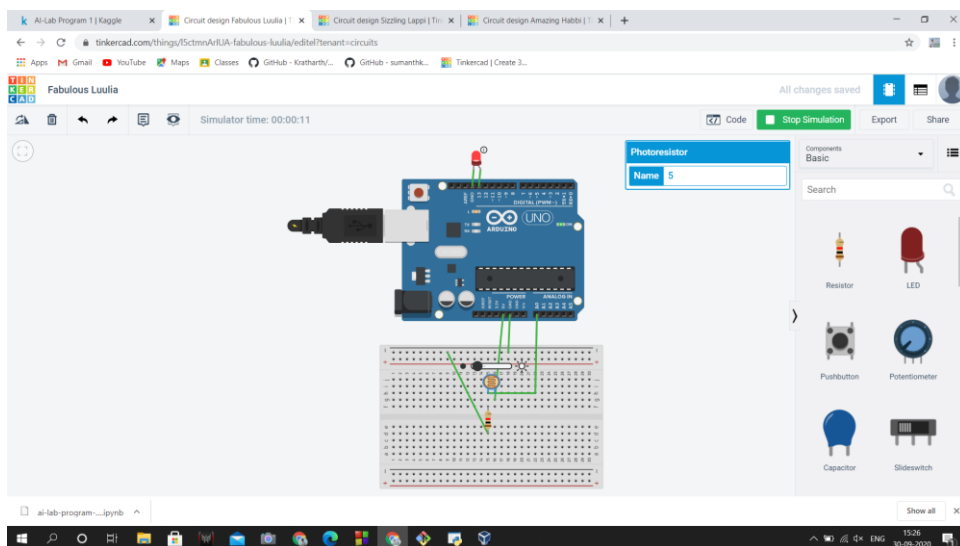 AI-Lab Program 1 | Kaggle
Circuit design Fabulous Luulia | T
Circuit design Sizzling Lappi | Tin
Circuit design Amazing Habbi | T
tinkercad.com/things/l5ctmnArIUA-fabulous-luulia/editel?tenant=circuits
Apps
Gmail
YouTube
Maps
Classes
GitHub - Kratharth/...
GitHub - sumanthk...
Tinkercad | Create 3...
TIN
KER
CAD
Fabulous Luulia
All changes saved
Simulator time: 00:00:11
Code
Stop Simulation
Export
Share
Photoresistor
Name 5
Components
Basic
Search
DIGITAL (PWM~)
UNO
ARDUINO
POWER
ANALOG IN
Resistor
LED
Pushbutton
Potentiometer
Capacitor
Slideswitch
ai-lab-program-....ipynb
Show all
ENG
15:26
30-09-2020